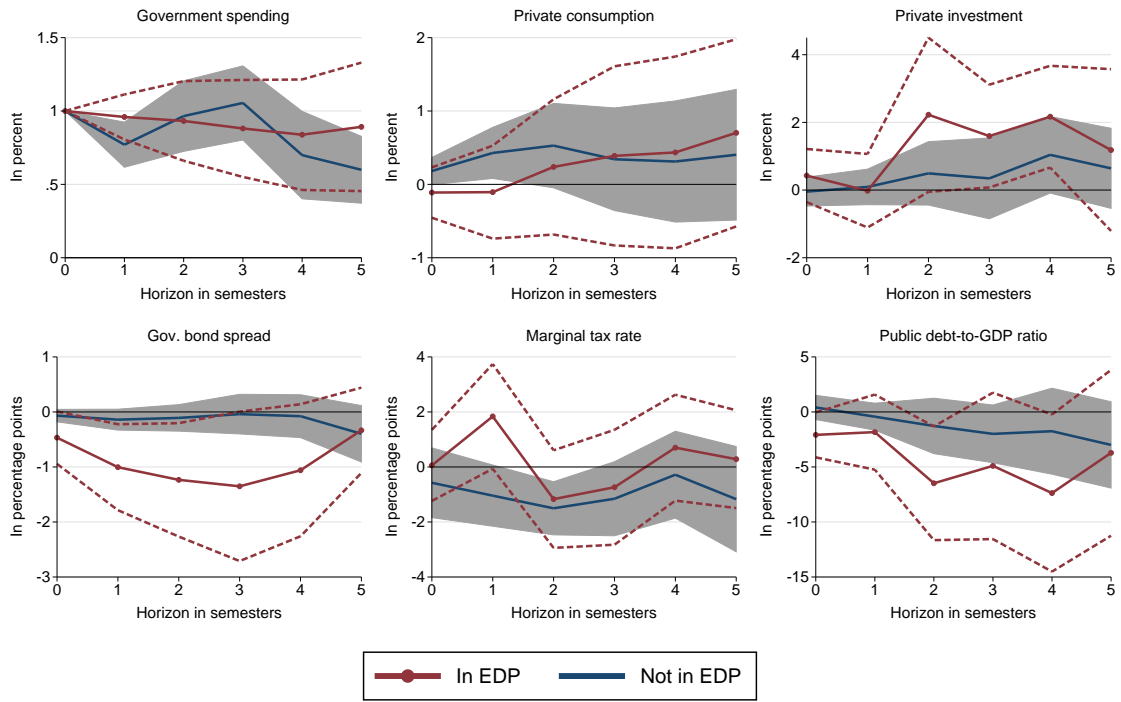 Government spending
1.5
1
.5
0
In percent
0 1 2 3 4 5
Horizon in semesters
Private consumption
2
1
0
-1
In percent
0 1 2 3 4 5
Horizon in semesters
Private investment
4
2
0
-2
In percent
0 1 2 3 4 5
Horizon in semesters
Gov. bond spread
1
0
-1
-2
-3
In percentage points
0 1 2 3 4 5
Horizon in semesters
Marginal tax rate
4
2
0
-2
-4
In percentage points
0 1 2 3 4 5
Horizon in semesters
Public debt-to-GDP ratio
5
0
-5
-10
-15
In percentage points
0 1 2 3 4 5
Horizon in semesters
In EDP Not in EDP